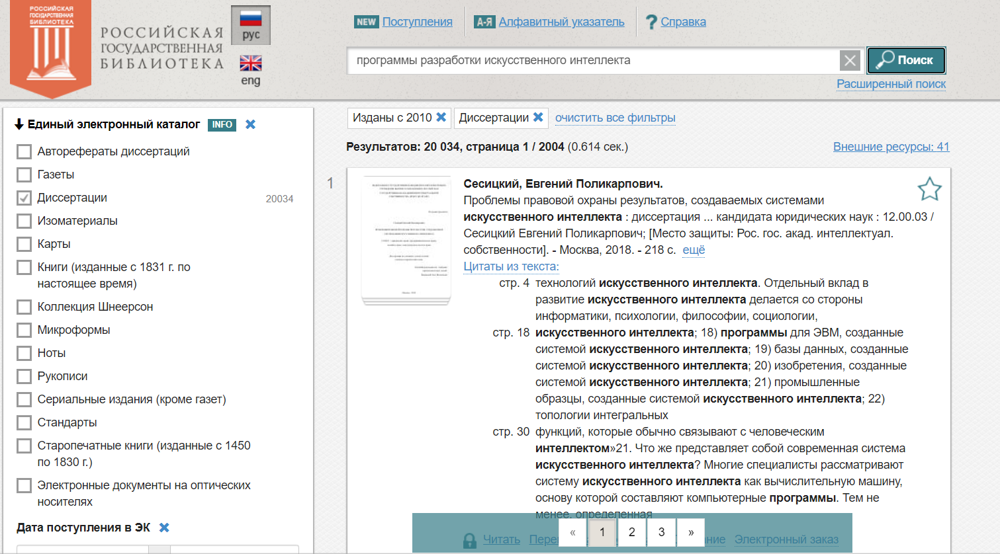 РОССИЙСКАЯ
ГОСУДАРСТВЕННАЯ
БИБЛИОТЕКА
РОССИЙСКАЯ
ГОСУДАРСТВЕННАЯ
БИБЛИОТЕКА
рус
eng
NEW Поступления
А-Я Алфавитный указатель
? Справка
программы разработки искусственного интеллекта
Поиск
Расширенный поиск
Единый электронный каталог INFO
Авторефераты диссертаций
Газеты
Диссертации 20034
Изоматериалы
Карты
Книги (изданные с 1831 г. по
настоящее время)
Коллекция Шнеерсон
Микроформы
Ноты
Рукописи
Сериальные издания (кроме газет)
Стандарты
Старопечатные книги (изданные с 1450
по 1830 г.)
Электронные документы на оптических
носителях
Дата поступления в ЭК
Изданы с 2010 Диссертации очистить все фильтры
Результатов: 20 034, страница 1 / 2004 (0.614 сек.)
Внешние ресурсы: 41
1
Сесицкий, Евгений Поликарпович.
Проблемы правовой охраны результатов, создаваемых системами
искусственного интеллекта : диссертация ... кандидата юридических наук : 12.00.03 /
Сесицкий Евгений Поликарпович; [Место защиты: Рос. гос. акад. интеллектуал.
собственности]. - Москва, 2018. - 218 с. ещё
Цитаты из текста:
стр. 4 технологий искусственного интеллекта. Отдельный вклад в
развитие искусственного интеллекта делается со стороны
информатики, психологии, философии, социологии,
стр. 18 искусственного интеллекта; 18) программы для ЭВМ, созданные
системой искусственного интеллекта; 19) базы данных, созданные
системой искусственного интеллекта; 20) изобретения, созданные
системой искусственного интеллекта; 21) промышленные
образцы, созданные системой искусственного интеллекта; 22)
топологии интегральных
стр. 30 функций, которые обычно связывают с человеческим
интеллектом»21. Что же представляет собой современная система
искусственного интеллекта? Многие специалисты рассматривают
систему искусственного интеллекта как вычислительную машину,
основу которой составляют компьютерные программы. Тем не
менее, определенная
Читать Электронный заказ
« 1 2 3 »